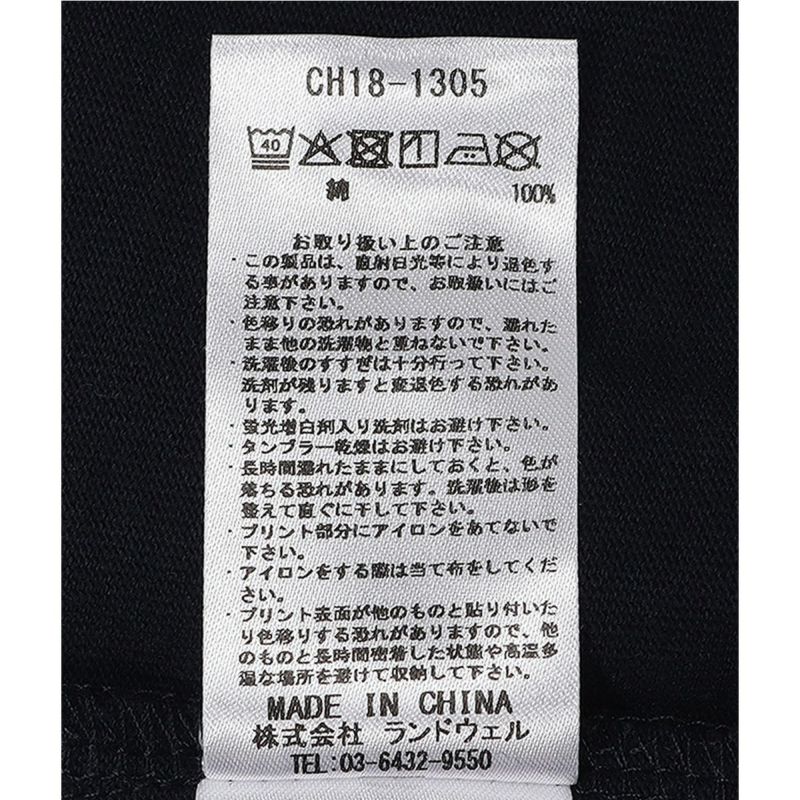 CH18-1305
40
綿 100%
お取り扱い上のご注意
・この製品は、直射日光等により退色す
る事がありますので、お取扱いにはご
注意下さい。
・色移りの恐れがありますので、濡れた
まま他の洗濯物と重ねないで下さい。
・洗濯後のすすぎは十分行って下さい。
洗剤が残りますと変退色する恐れがあ
ります。
・蛍光増白剤入り洗剤はお避け下さい。
・タンブラー乾燥はお避け下さい。
・長時間濡れたままにしておくと、色が
落ちる恐れがあります。洗濯後は形を
整えて直ぐに干して下さい。
・プリント部分にアイロンをあてないで
下さい。
・アイロンをする際は当て布をしてくだ
さい。
・プリント表面が他のものと貼り付いた
り色移りする恐れがありますので、他
のものと長時間密着した状態や高温多
湿な場所を避けて収納して下さい。
MADE IN CHINA
株式会社 ランドウェル
TEL:03-6432-9550